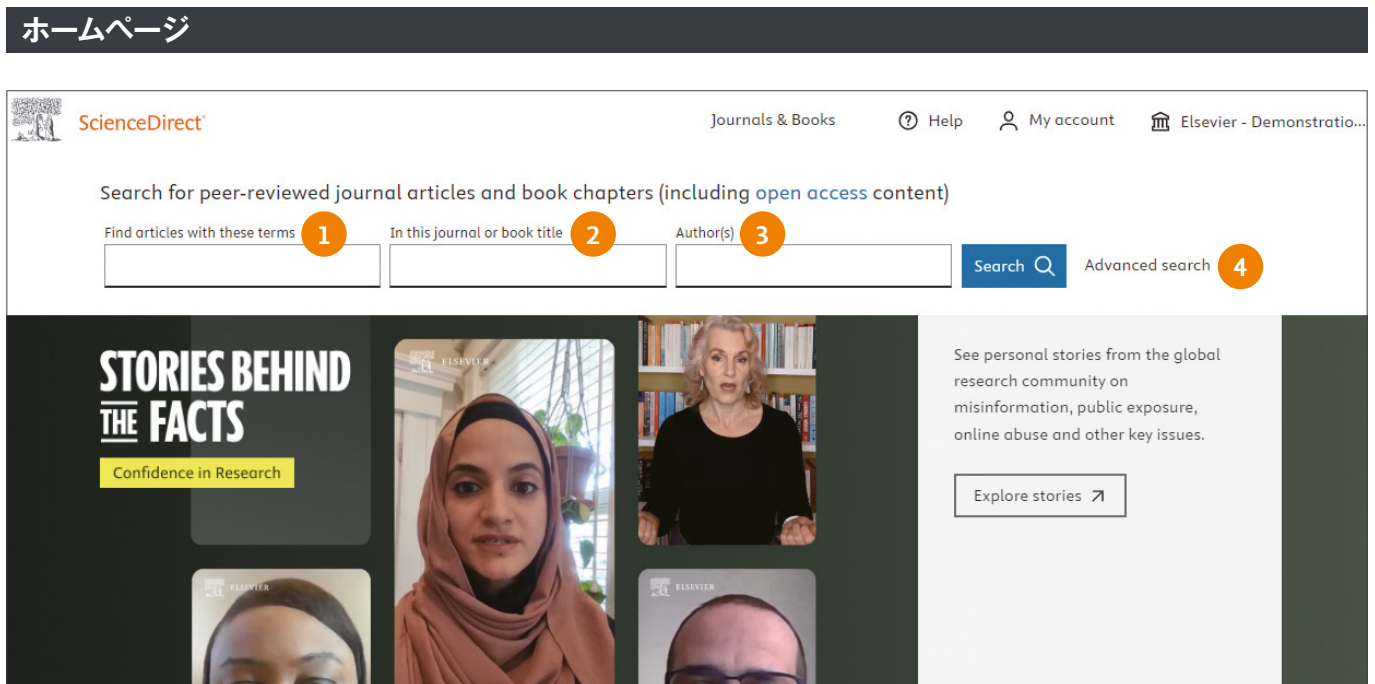 ホームページ
ScienceDirect®
Journals & Books
Help
My account
Elsevier - Demonstratio...
Search for peer-reviewed journal articles and book chapters (including open access content)
Find articles with these terms 1
In this journal or book title 2
Author(s) 3
Search
Advanced search 4
STORIES BEHIND
THE FACTS
Confidence in Research
ELSEVIER
See personal stories from the global
research community on
misinformation, public exposure,
online abuse and other key issues.
Explore stories
ELSEVIER
ELSEVIER